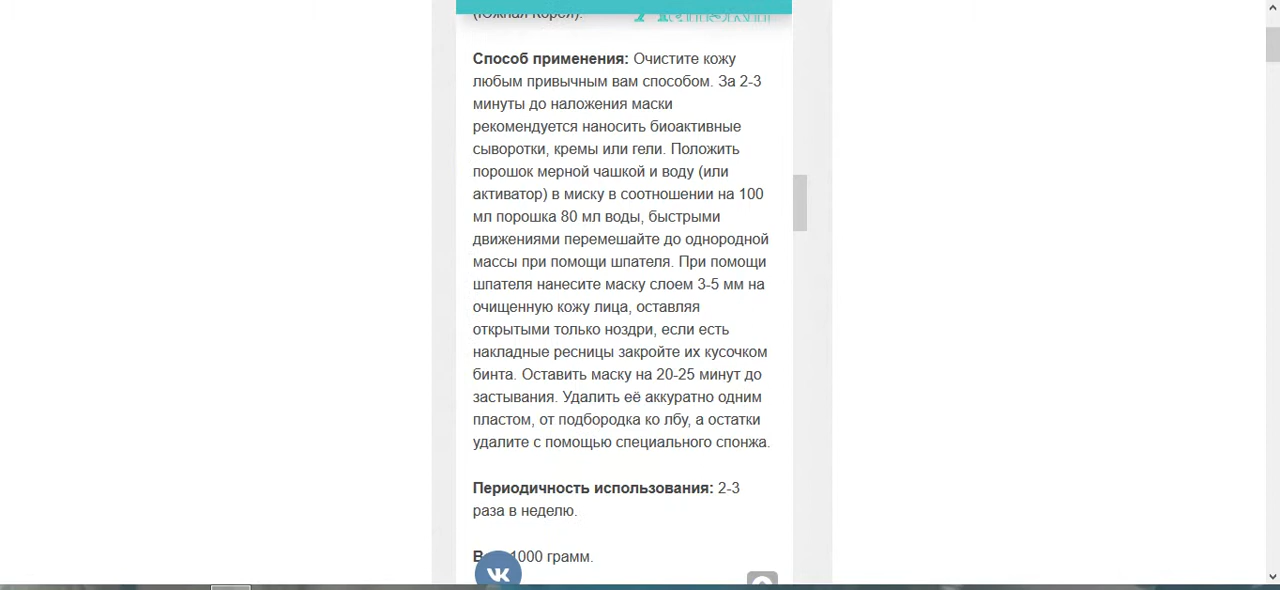 (Южная Корея).
Способ применения: Очистите кожу
любым привычным вам способом. За 2-3
минуты до наложения маски
рекомендуется наносить биоактивные
сыворотки, кремы или гели. Положить
порошок мерной чашкой и воду (или
активатор) в миску в соотношении на 100
мл порошка 80 мл воды, быстрыми
движениями перемешайте до однородной
массы при помощи шпателя. При помощи
шпателя нанесите маску слоем 3-5 мм на
очищенную кожу лица, оставляя
открытыми только ноздри, если есть
накладные ресницы закройте их кусочком
бинта. Оставить маску на 20-25 минут до
застывания. Удалить её аккуратно одним
пластом, от подбородка ко лбу, а остатки
удалите с помощью специального спонжа.
Периодичность использования: 2-3
раза в неделю.
1000 грамм.